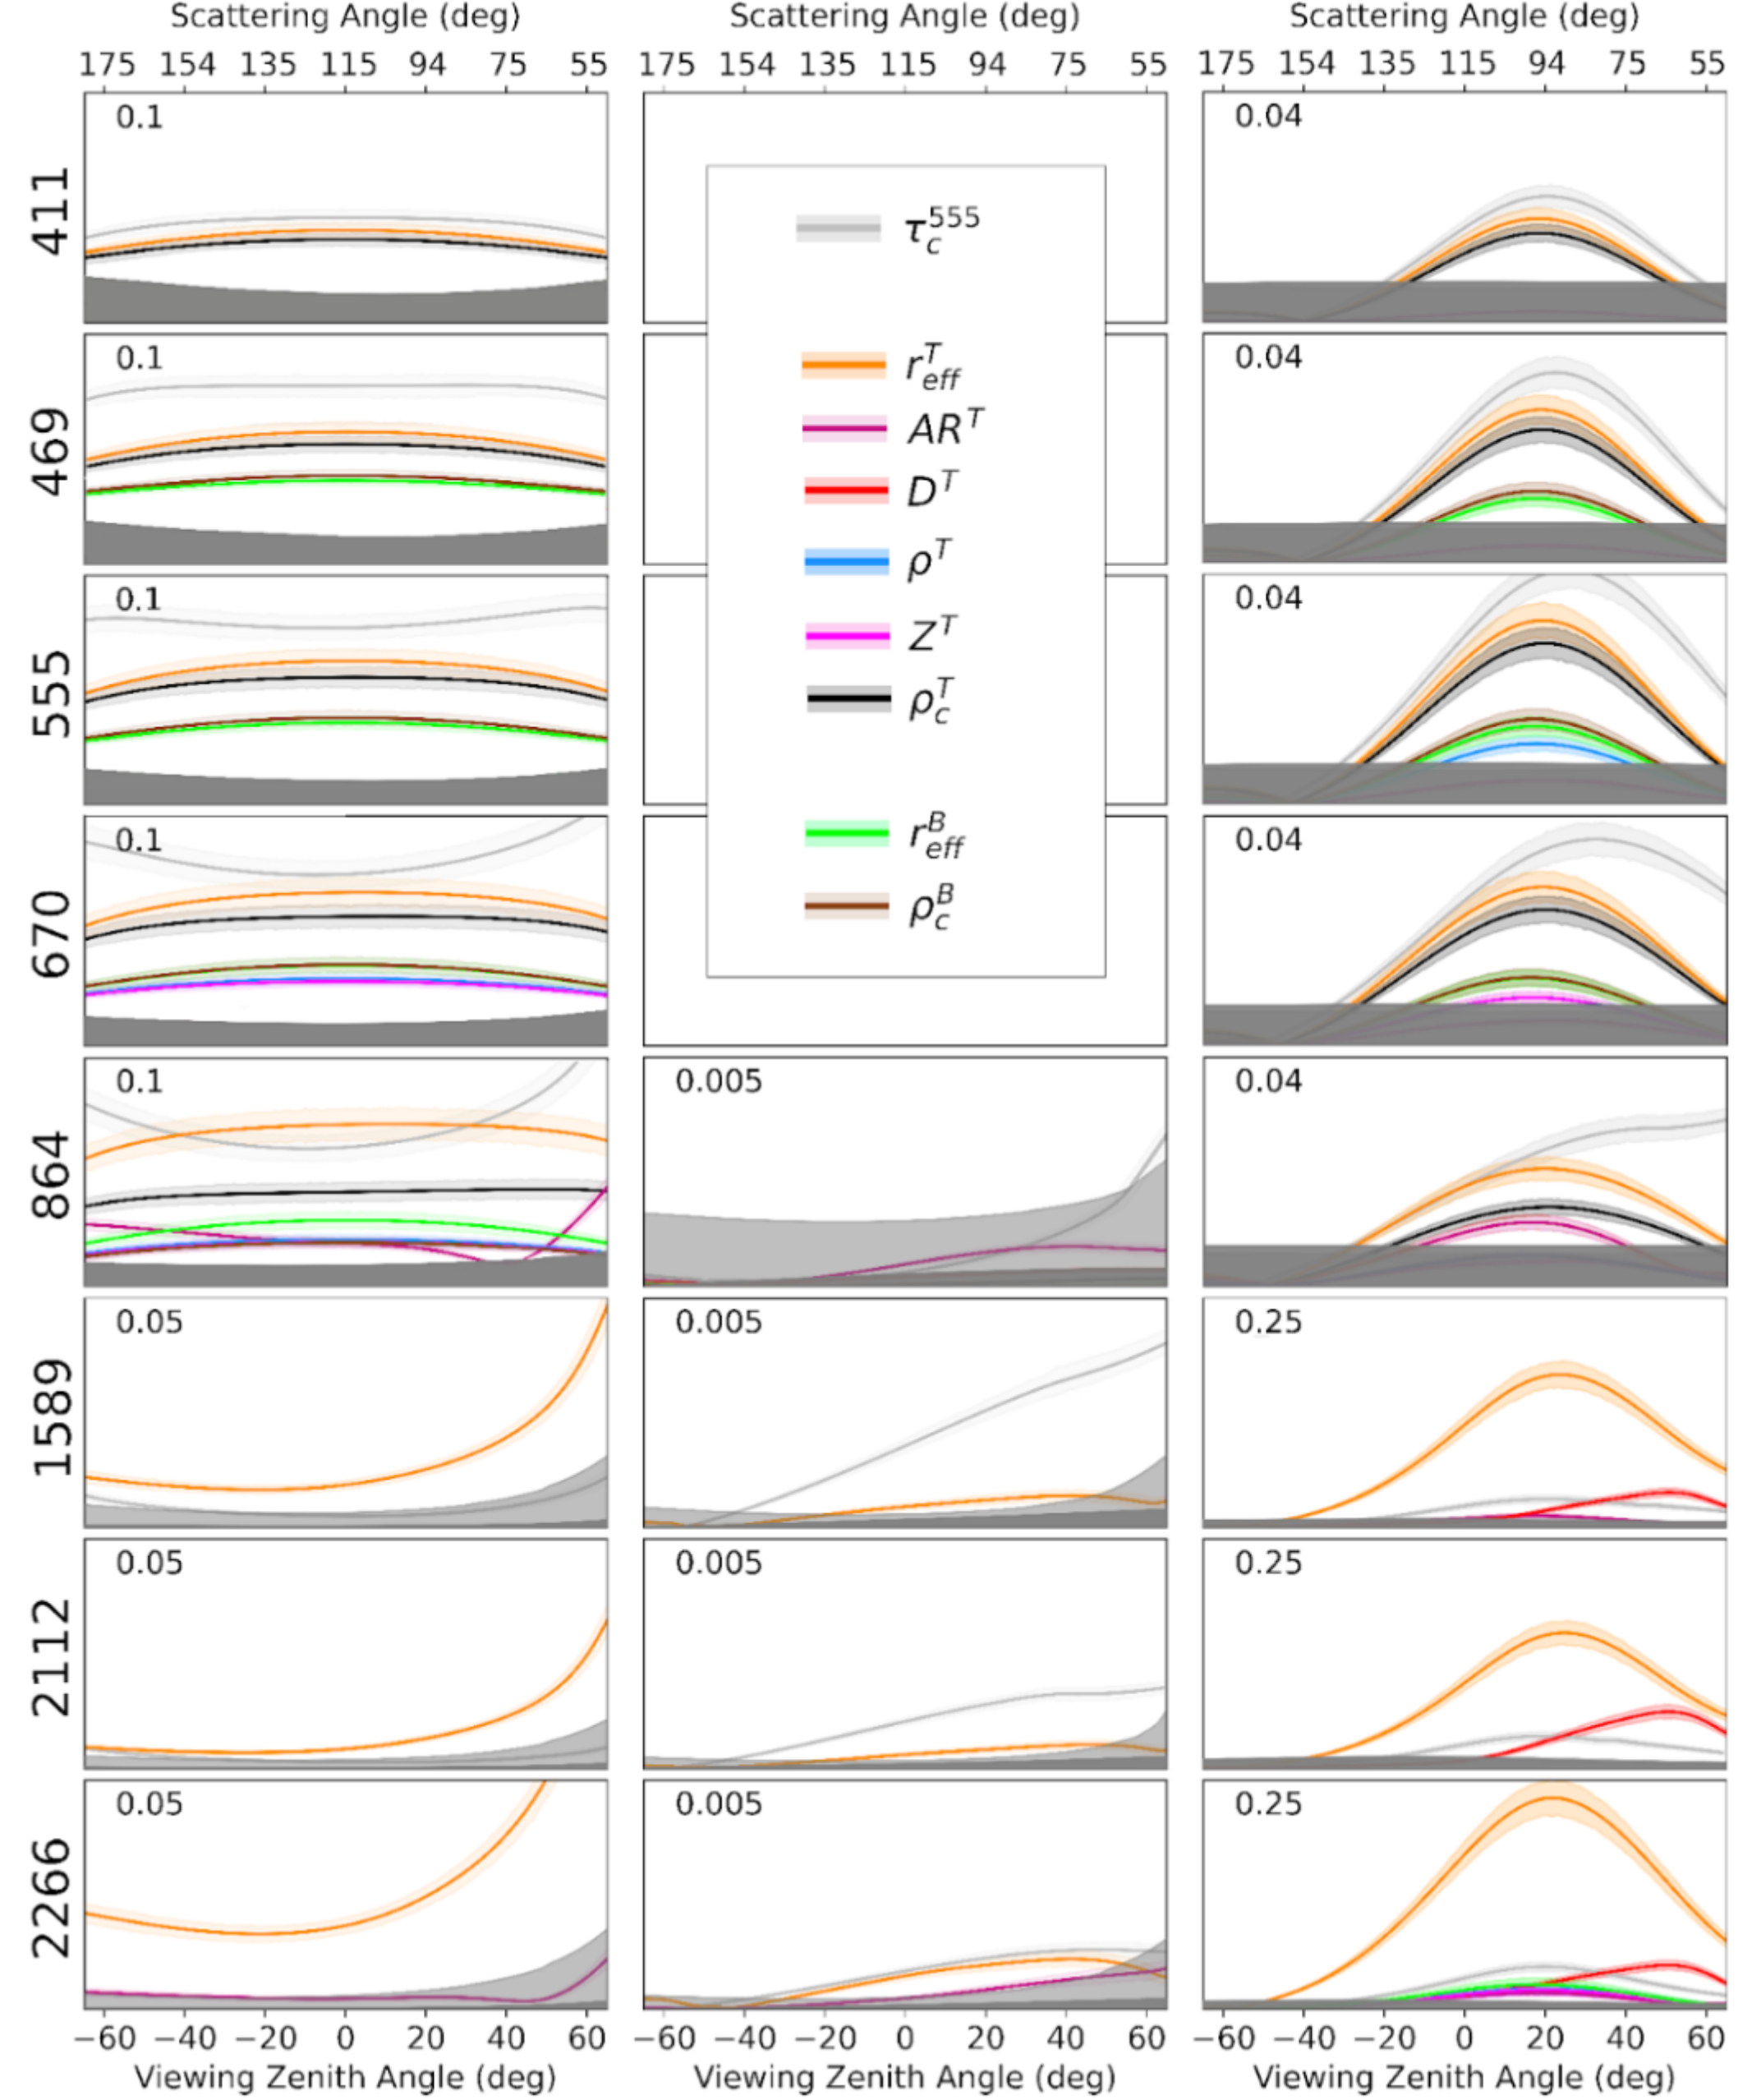 Scattering Angle (deg) Scattering Angle (deg) Scattering Angle (deg)
175 154 135 115 94 75 55 175 154 135 115 94 75 55 175 154 135 115 94 75 55
411 0.1 0.04
τ_c^555
469 0.1 0.04
r_eff^T
AR^T
D^T
ρ^T
555 0.1 0.04
Z^T
ρ_c^T
670 0.1 0.04
r_eff^B
ρ_c^B
864 0.1 0.005 0.04
1589 0.05 0.005 0.25
2112 0.05 0.005 0.25
2266 0.05 0.005 0.25
−60 −40 −20 0 20 40 60 −60 −40 −20 0 20 40 60 −60 −40 −20 0 20 40 60
Viewing Zenith Angle (deg) Viewing Zenith Angle (deg) Viewing Zenith Angle (deg)